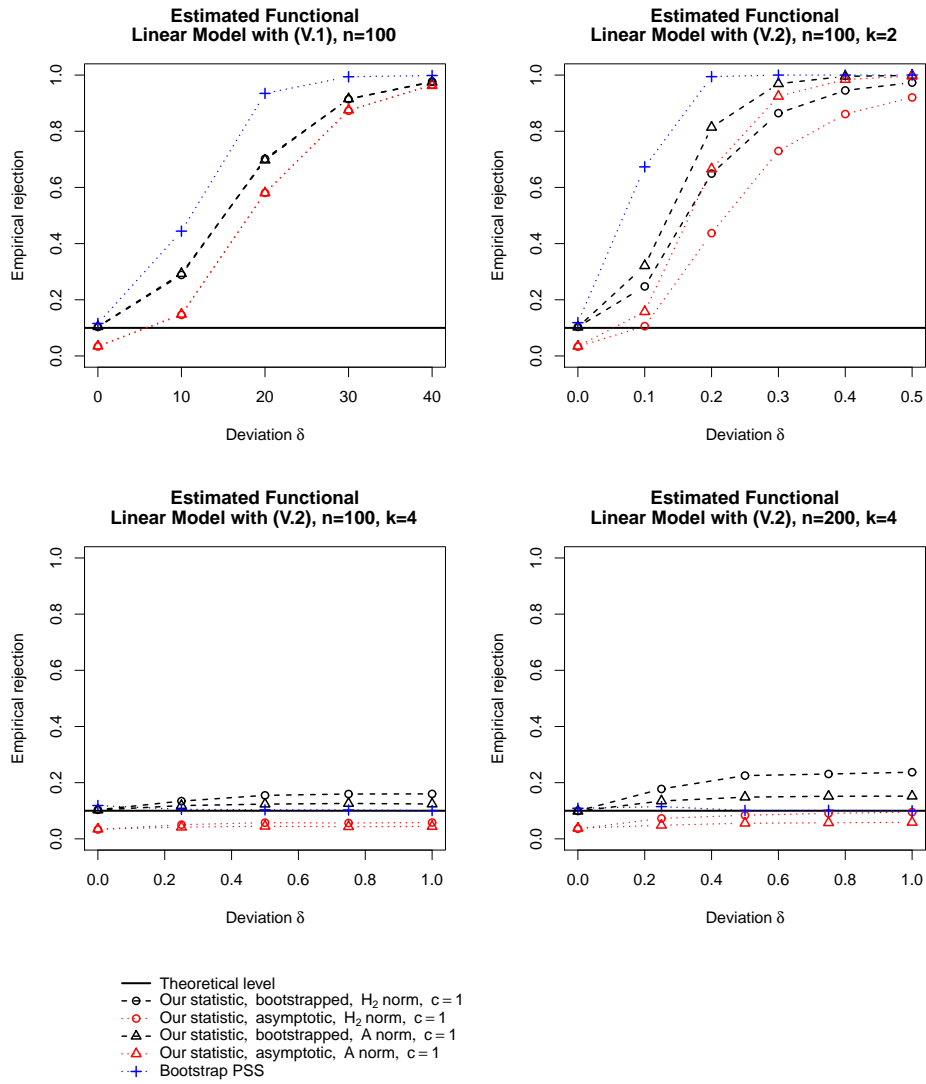 Estimated Functional
Linear Model with (V.1), n=100
Empirical rejection
1.0
0.8
0.6
0.4
0.2
0.0
0
10
20
30
40
Deviation δ
Estimated Functional
Linear Model with (V.2), n=100, k=2
Empirical rejection
1.0
0.8
0.6
0.4
0.2
0.0
0.0
0.1
0.2
0.3
0.4
0.5
Deviation δ
Estimated Functional
Linear Model with (V.2), n=100, k=4
Empirical rejection
1.0
0.8
0.6
0.4
0.2
0.0
0.0
0.2
0.4
0.6
0.8
1.0
Deviation δ
Estimated Functional
Linear Model with (V.2), n=200, k=4
Empirical rejection
1.0
0.8
0.6
0.4
0.2
0.0
0.0
0.2
0.4
0.6
0.8
1.0
Deviation δ
Theoretical level
Our statistic, bootstrapped, H₂ norm, c = 1
Our statistic, asymptotic, H₂ norm, c = 1
Our statistic, bootstrapped, A norm, c = 1
Our statistic, asymptotic, A norm, c = 1
Bootstrap PSS